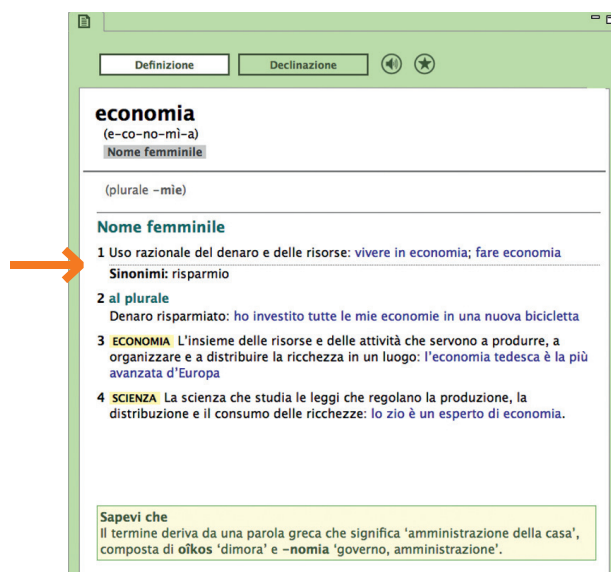 Definizione Declinazione
economia
(e-co-no-mì-a)
Nome femminile
(plurale -mìe)
Nome femminile
1 Uso razionale del denaro e delle risorse: vivere in economia; fare economia
Sinonimi: risparmio
2 al plurale
Denaro risparmiato: ho investito tutte le mie economie in una nuova bicicletta
3 ECONOMIA L'insieme delle risorse e delle attività che servono a produrre, a
organizzare e a distribuire la ricchezza in un luogo: l'economia tedesca è la più
avanzata d'Europa
4 SCIENZA La scienza che studia le leggi che regolano la produzione, la
distribuzione e il consumo delle ricchezze: lo zio è un esperto di economia.
Sapevi che
Il termine deriva da una parola greca che significa 'amministrazione della casa',
composta di oîkos 'dimora' e -nomia 'governo, amministrazione'.